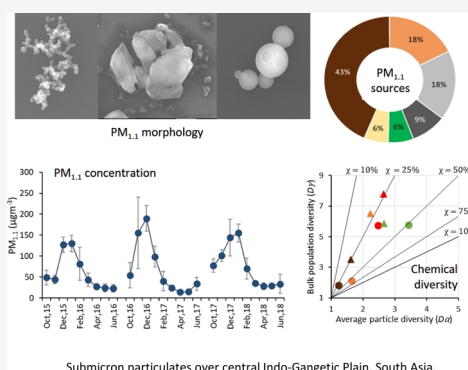 18%
43%
PM1.1
sources
18%
9%
6%
6%
PM1.1 morphology
PM1.1 concentration
PM1.1 (µgm-3)
300
250
200
150
100
50
0
Oct,15
Dec,15
Feb,16
Apr,16
Jun,16
Oct,16
Dec,16
Feb,17
Apr,17
Jun,17
Oct,17
Dec,17
Feb,18
Apr,18
Jun,18
χ = 10%
χ = 25%
χ = 50%
χ = 75
χ = 10
Bulk population diversity (Dγ)
9
7
5
3
1
Chemical
diversity
1
2
3
4
5
Average particle diversity (Dα)
Submicron particulates over central Indo-Gangetic Plain, South Asia.